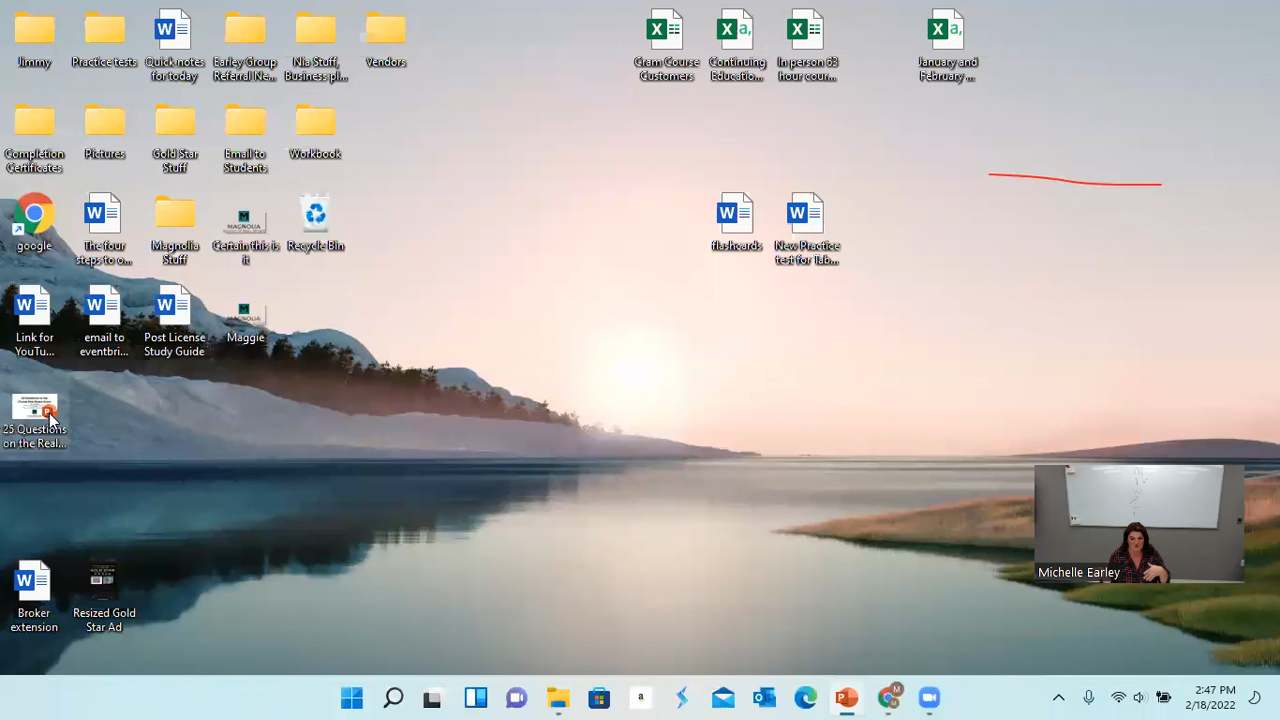 Jimmy
Practice tests
Quick notes
for today
Earley Group
Referral Ne...
Nia Stuff,
Business pl...
Vendors
Cram Course
Customers
Continuing
Educatio...
In person 63
hour cour...
January and
February ...
Completion
Certificates
Pictures
Gold Star
Stuff
Email to
Students
Workbook
google
The four
steps to o...
Magnolia
Stuff
MAGNOLIA
Certain this is
it
Recycle Bin
flashcards
New Practice
test for Tab...
Link for
YouTu...
email to
eventbri...
Post License
Study Guide
MAGNOLIA
Maggie
25 Questions
on the Real...
Michelle Earley
Broker
extension
Resized Gold
Star Ad
2:47 PM
2/18/2022